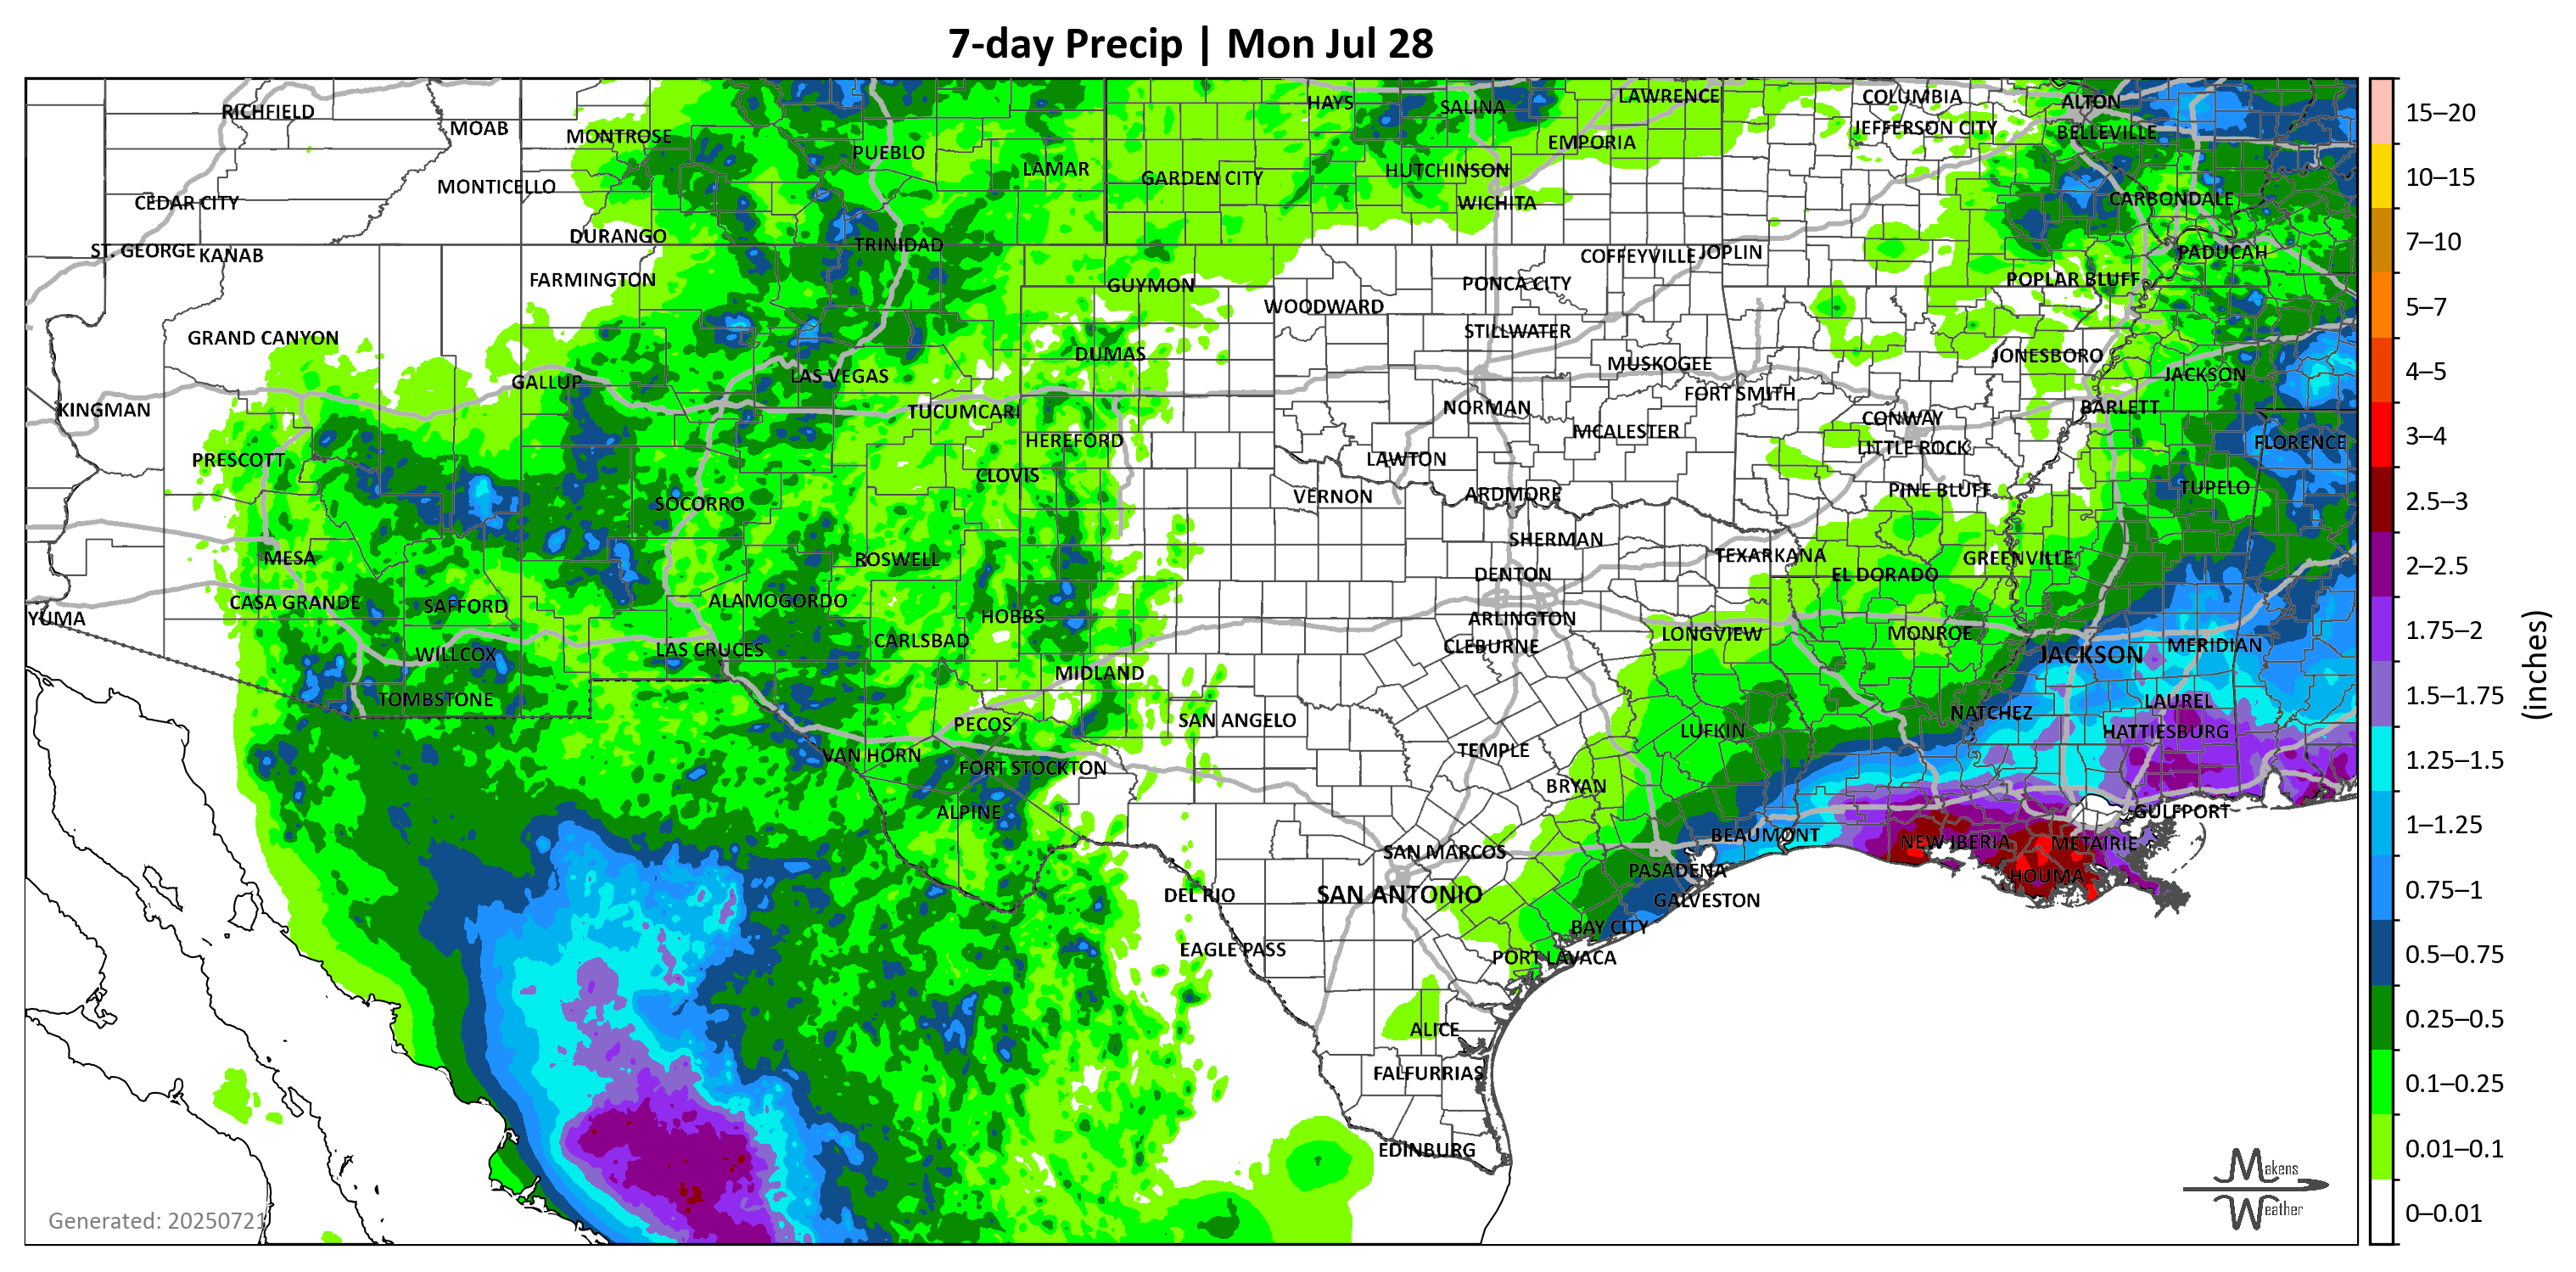 7-day Precip | Mon Jul 28
RICHFIELD
MOAB
MONTROSE
PUEBLO
LAMAR
HAYS
SALINA
LAWRENCE
COLUMBIA
ALTON
JEFFERSON CITY
BELLEVILLE
EMPORIA
HUTCHINSON
GARDEN CITY
MONTICELLO
CEDAR CITY
WICHITA
CARBONDALE
DURANGO
TRINIDAD
ST. GEORGE
KANAB
COFFEYVILLE
JOPLIN
PADUCAH
FARMINGTON
GUYMON
PONCA CITY
POPLAR BLUFF
WOODWARD
GRAND CANYON
STILLWATER
DUMAS
JONESBORO
MUSKOGEE
GALLUP
LAS VEGAS
JACKSON
FORT SMITH
KINGMAN
TUCUMCARI
NORMAN
BARLETT
CONWAY
HEREFORD
MCALESTER
LITTLE ROCK
FLORENCE
PRESCOTT
LAWTON
CLOVIS
SOCORRO
VERNON
ARDMORE
PINE BLUFF
TUPELO
MESA
ROSWELL
SHERMAN
TEXARKANA
GREENVILLE
DENTON
EL DORADO
CASA GRANDE
SAFFORD
ALAMOGORDO
HOBBS
ARLINGTON
YUMA
CARLSBAD
CLEBURNE
LONGVIEW
MONROE
WILLCOX
LAS CRUCES
JACKSON
MERIDIAN
MIDLAND
TOMBSTONE
PECOS
SAN ANGELO
NATCHEZ
LAUREL
LUFKIN
HATTIESBURG
VAN HORN
FORT STOCKTON
TEMPLE
BRYAN
ALPINE
GULFPORT
BEAUMONT
NEW IBERIA
METAIRIE
SAN MARCOS
PASADENA
HOUMA
DEL RIO
SAN ANTONIO
GALVESTON
BAY CITY
EAGLE PASS
PORT LAVACA
ALICE
FALFURRIAS
EDINBURG
Generated: 20250721
Makens
Weather
15–20
10–15
7–10
5–7
4–5
3–4
2.5–3
2–2.5
1.75–2
1.5–1.75
1.25–1.5
1–1.25
0.75–1
0.5–0.75
0.25–0.5
0.1–0.25
0.01–0.1
0–0.01
(inches)